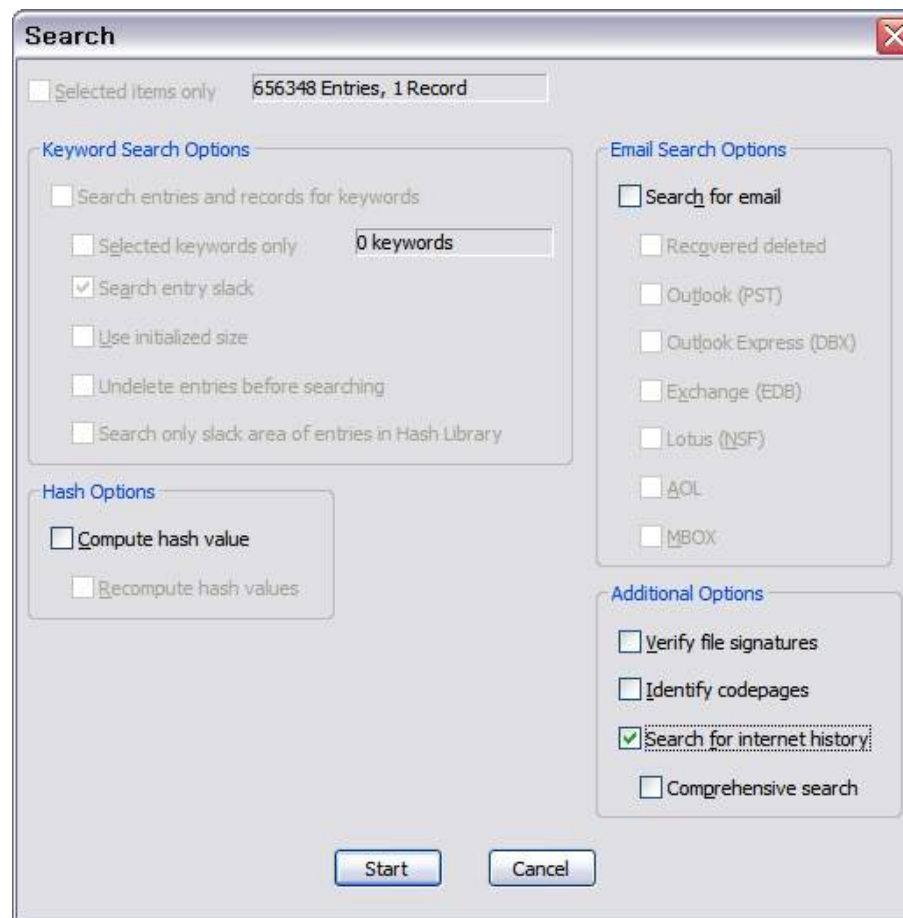 Search
Selected items only
656348 Entries, 1 Record
Keyword Search Options
Search entries and records for keywords
Selected keywords only
0 keywords
Search entry slack
Use initialized size
Undelete entries before searching
Search only slack area of entries in Hash Library
Hash Options
Compute hash value
Recompute hash values
Email Search Options
Search for email
Recovered deleted
Outlook (PST)
Outlook Express (DBX)
Exchange (EDB)
Lotus (NSF)
AOL
MBOX
Additional Options
Verify file signatures
Identify codepages
Search for internet history
Comprehensive search
Start
Cancel